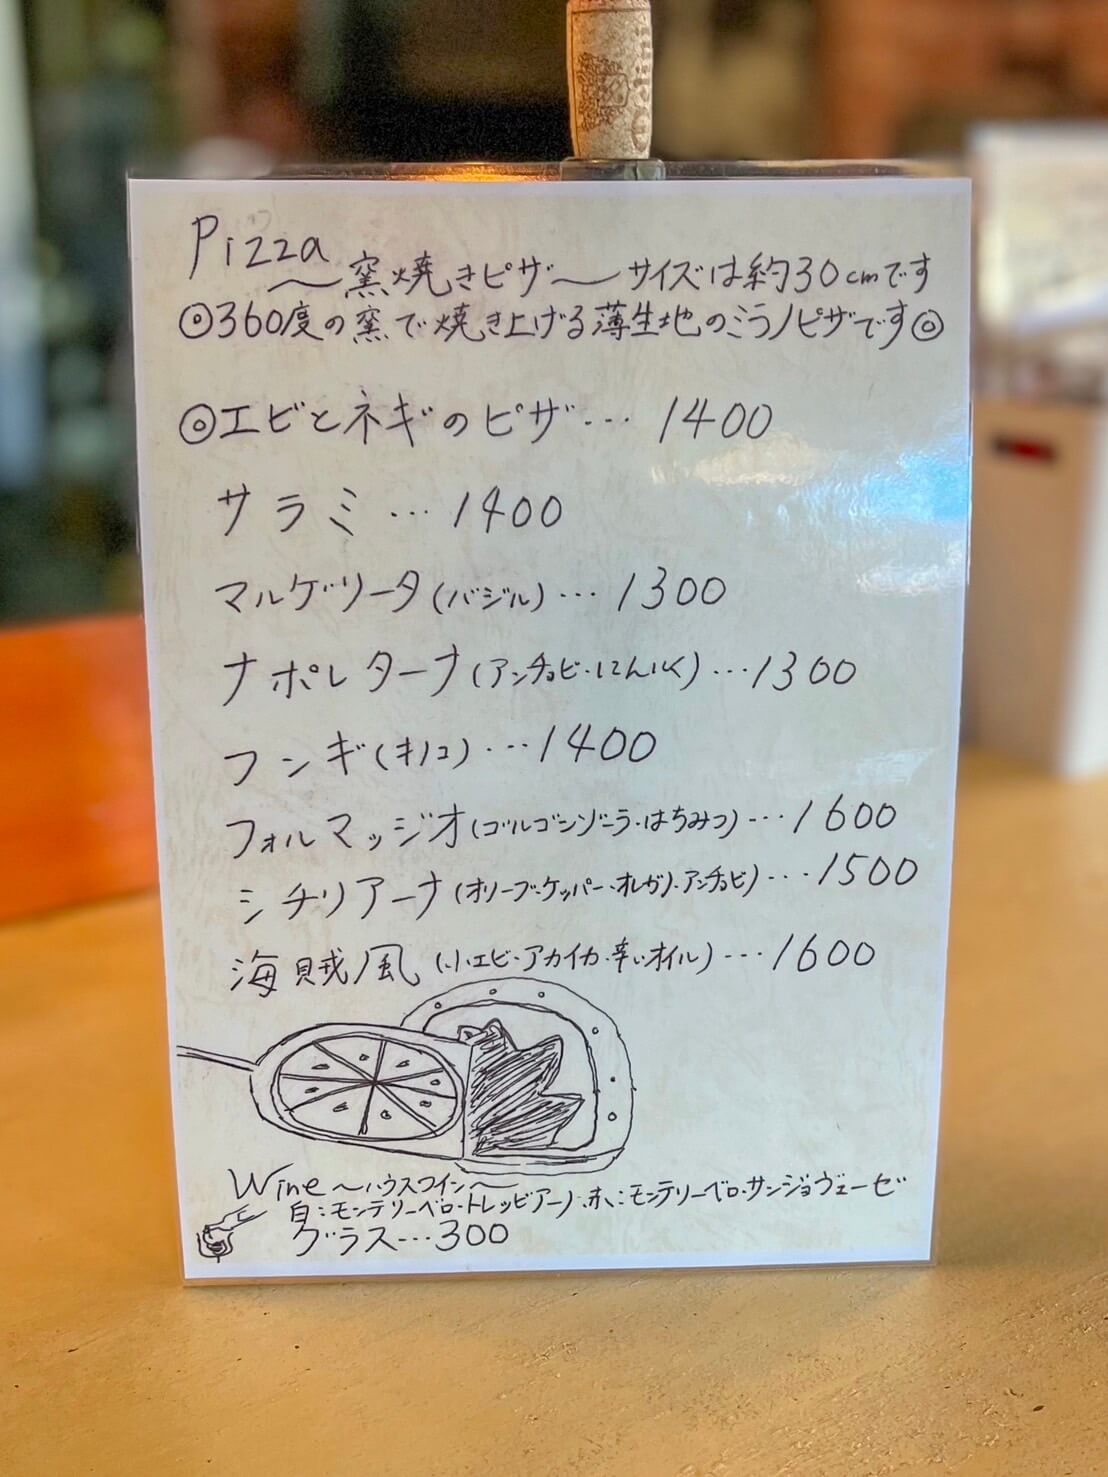 Pizza
〜窯焼きピザ〜サイズは約30cmです
◎360度の窯で焼き上げる薄生地のミラノピザです◎
◎エビとネギのピザ…1400
サラミ…1400
マルゲリータ(バジル)…1300
ナポレターナ(アンチョビ・にんにく)…1300
フンギ(キノコ)…1400
フォルマッジオ(ゴルゴンゾーラ・はちみつ)…1600
シチリアーナ(オリーブ・ケッパー・オレガノ・アンチョビ)…1500
海賊風(小エビ・アカイカ・辛いオイル)…1600
Wine〜ハウスワイン〜
白:モンテリーベロ・トレッビアーノ 赤:モンテリーベロ・サンジョヴェーゼ
グラス…300